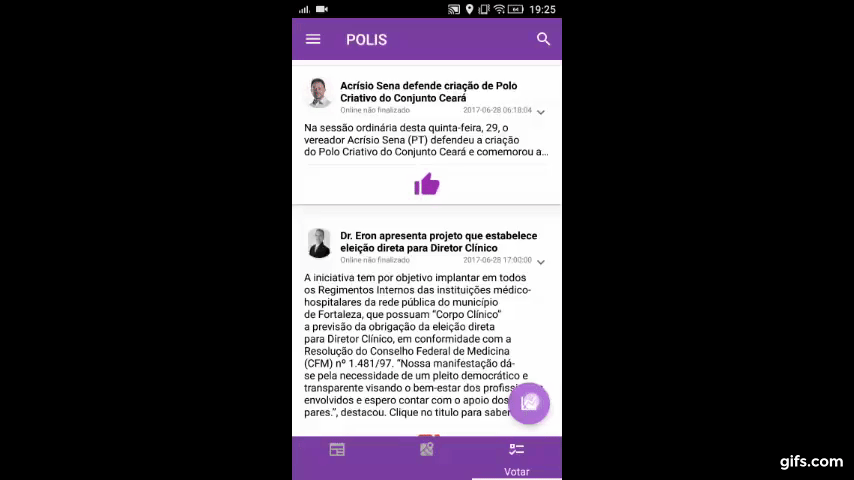 19:25
POLIS
Acrísio Sena defende criação de Polo
Criativo do Conjunto Ceará
Online não finalizado 2017-06-28 06:18:04
Na sessão ordinária desta quinta-feira, 29, o
vereador Acrísio Sena (PT) defendeu a criação
do Polo Criativo do Conjunto Ceará e comemorou a...
Dr. Eron apresenta projeto que estabelece
eleição direta para Diretor Clínico
Online não finalizado 2017-06-28 17:00:00
A iniciativa tem por objetivo implantar em todos
os Regimentos Internos das instituições médico-
hospitalares da rede pública do município
de Fortaleza, que possuam “Corpo Clínico”
a previsão da obrigação da eleição direta
para Diretor Clínico, em conformidade com a
Resolução do Conselho Federal de Medicina
(CFM) nº 1.481/97. “Nossa manifestação dá-
se pela necessidade de um pleito democrático e
transparente visando o bem-estar dos
envolvidos e espero contar com o apoio dos
pares.”, destacou. Clique no titulo para saber
Votar
gifs.com